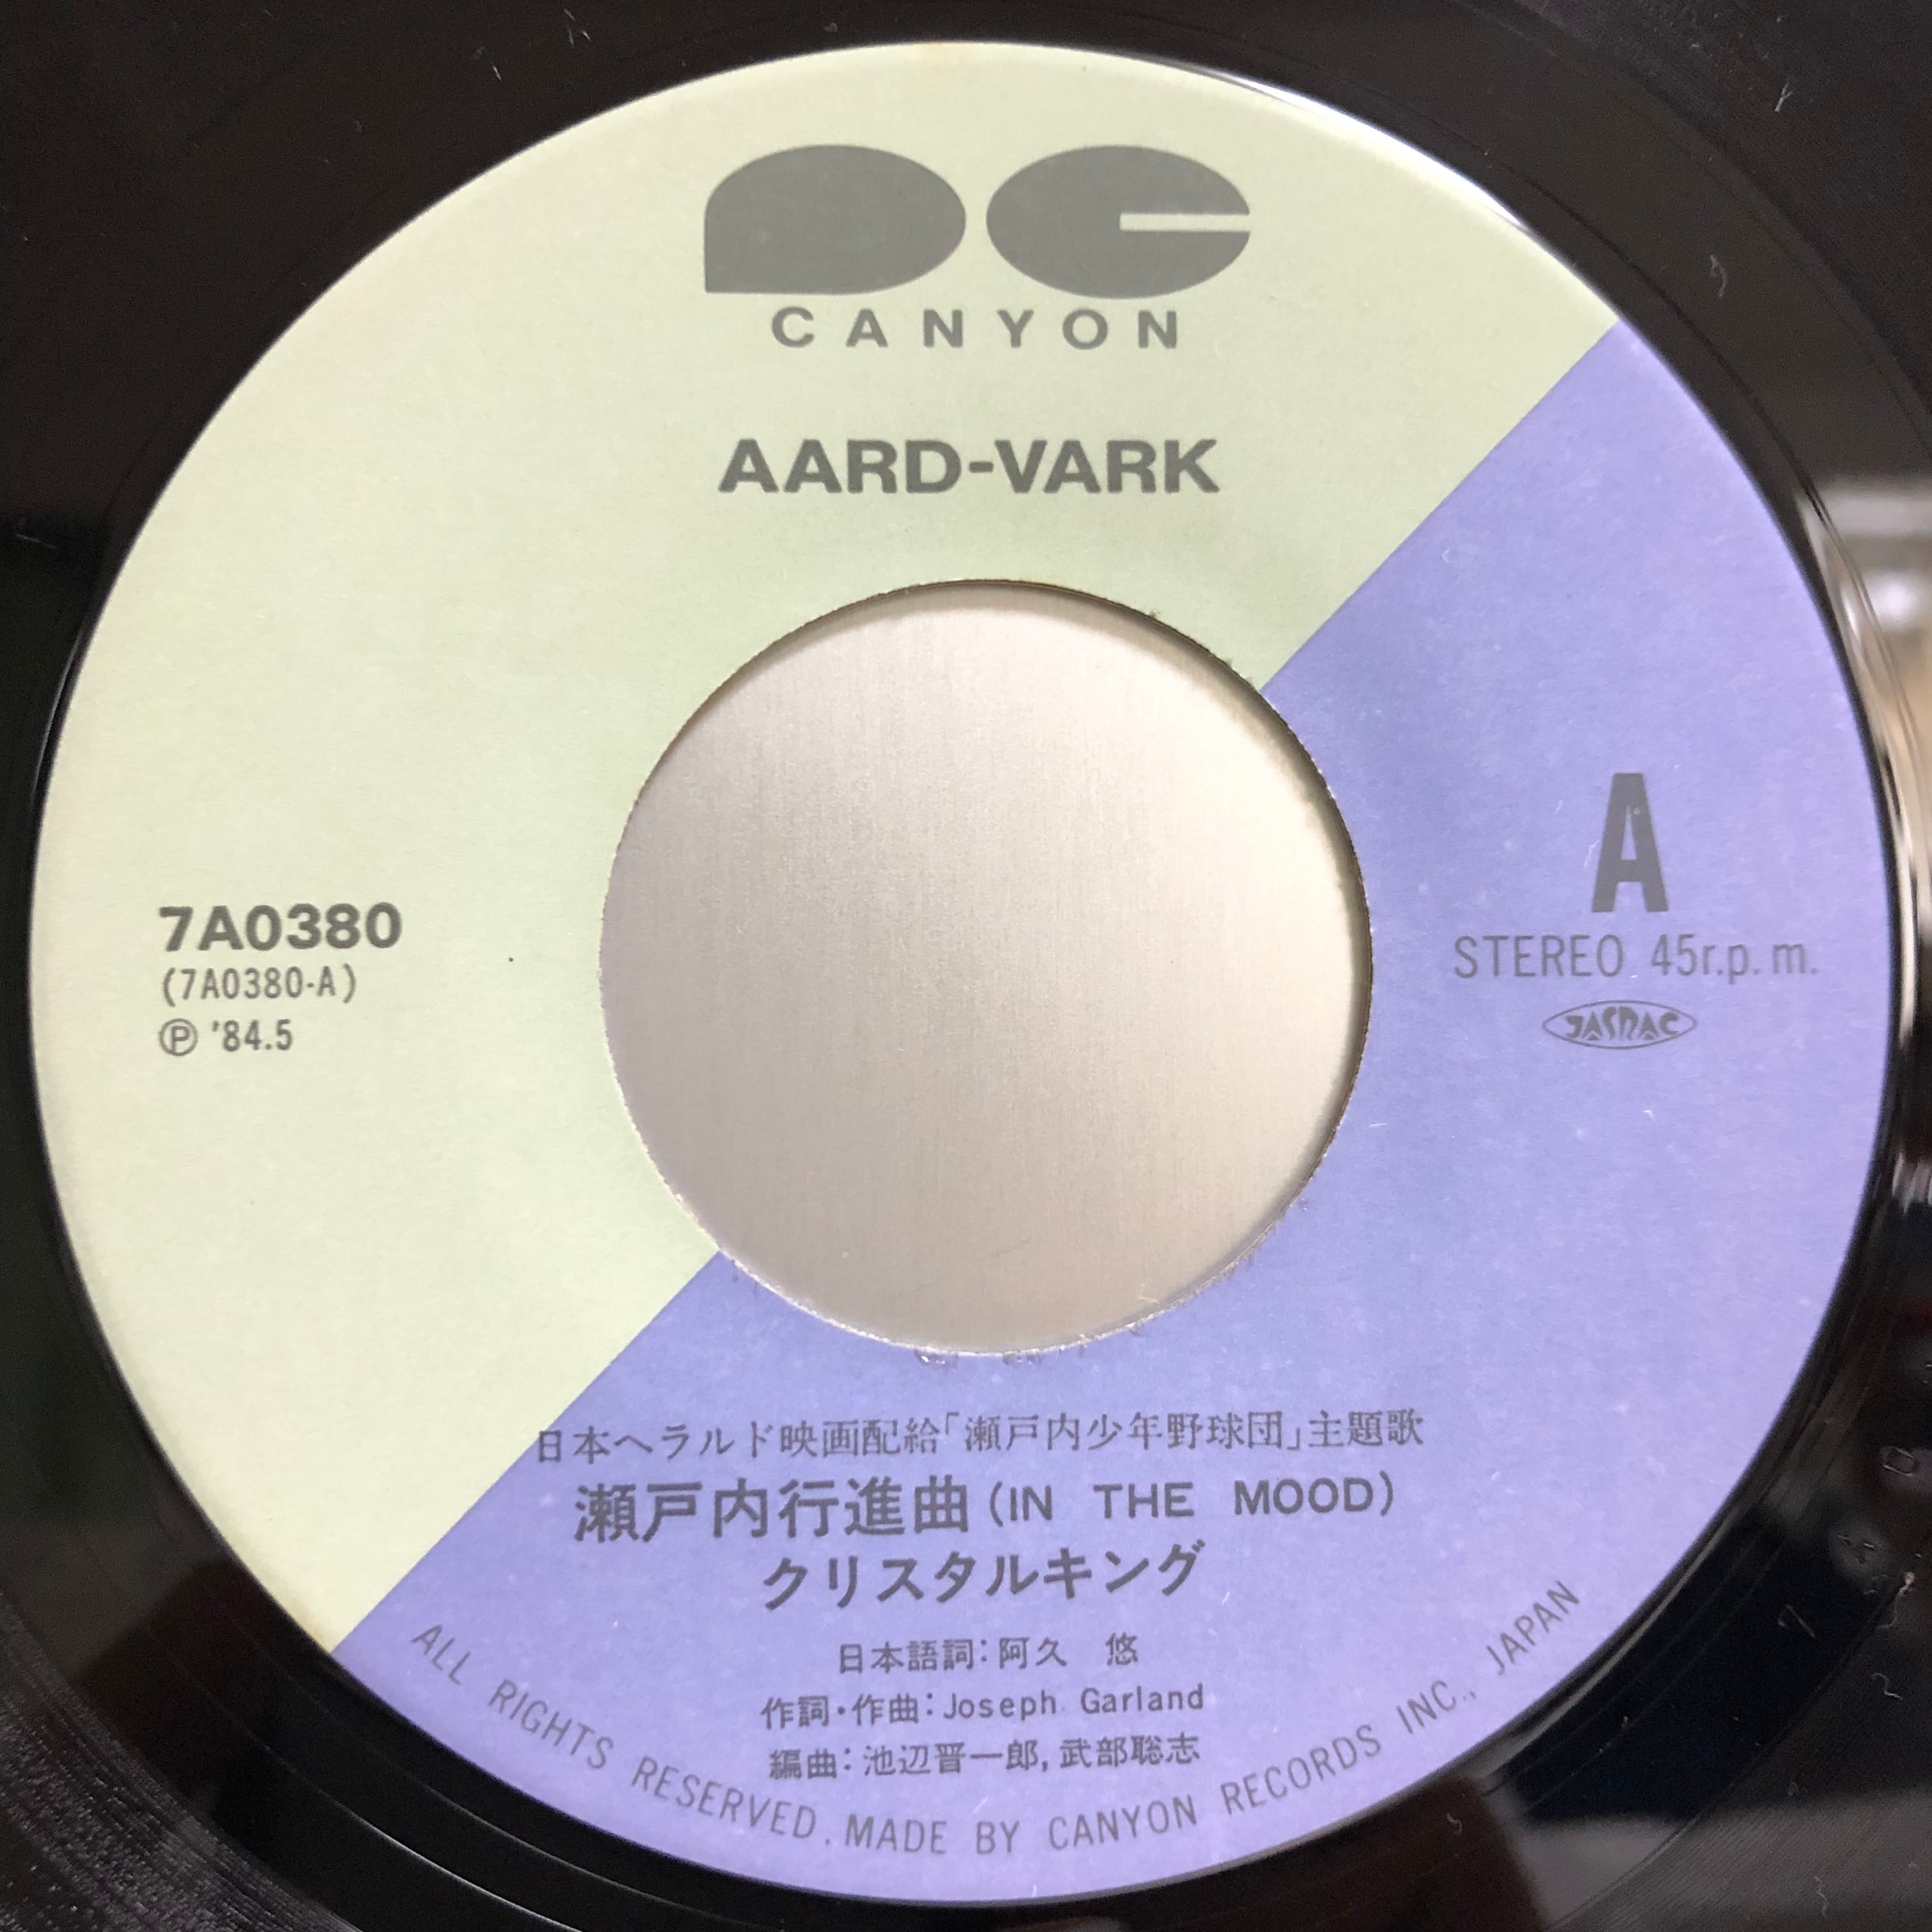 CANYON
AARD-VARK
7A0380
(7A0380-A)
Ⓟ '84.5
A
STEREO 45r.p.m.
JASRAC
日本ヘラルド映画配給「瀬戸内少年野球団」主題歌
瀬戸内行進曲(IN THE MOOD)
クリスタルキング
日本語詞:阿久 悠
作詞・作曲:Joseph Garland
編曲:池辺晋一郎,武部聡志
ALL RIGHTS RESERVED. MADE BY CANYON RECORDS INC., JAPAN